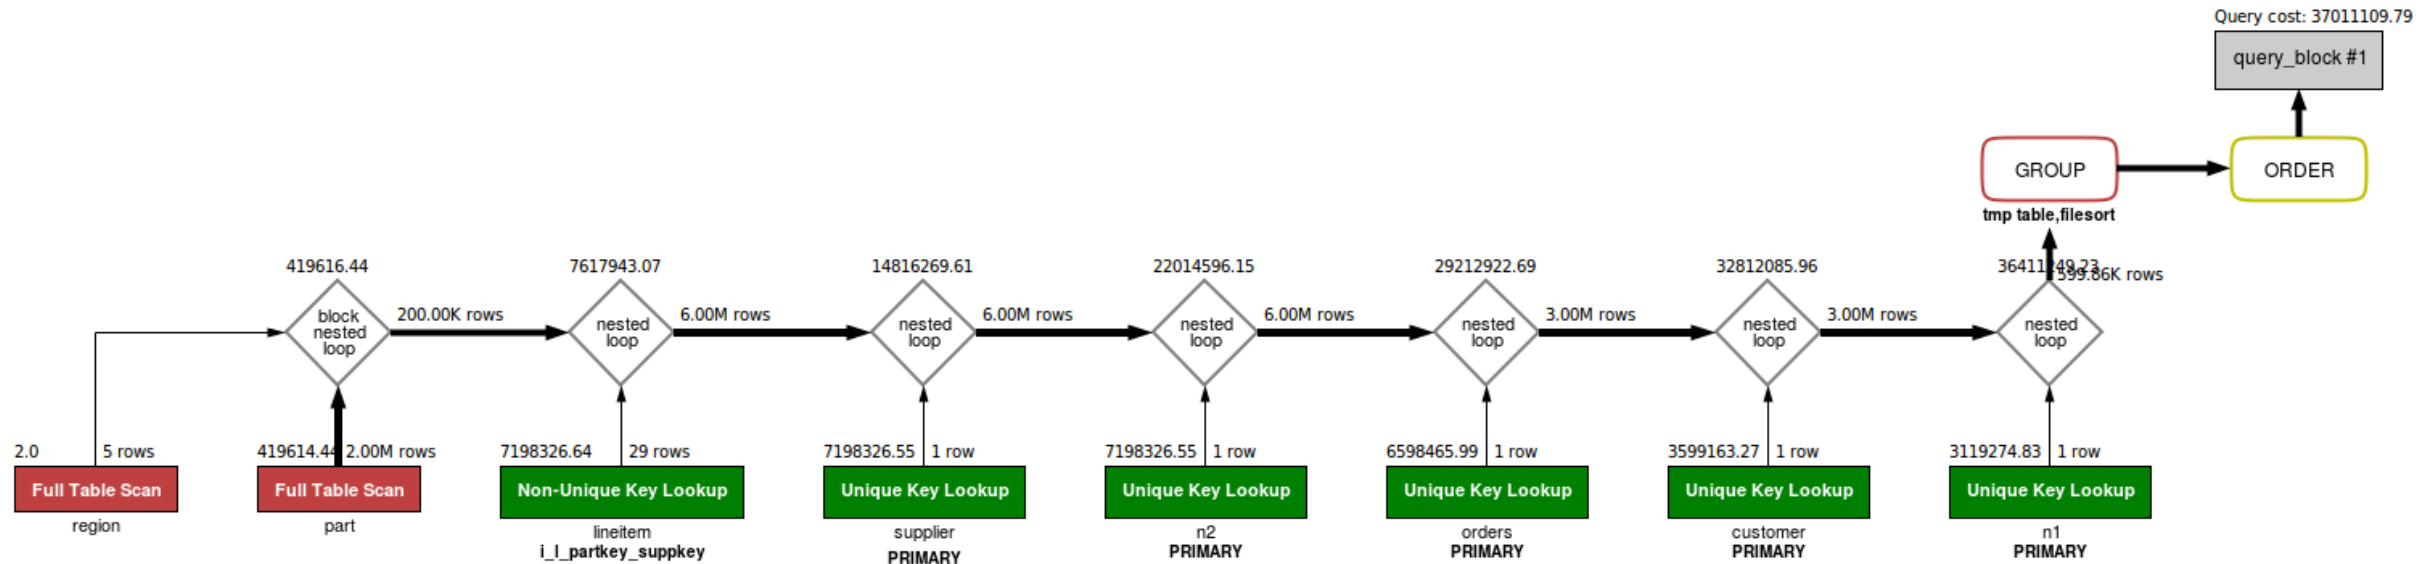 Query cost: 37011109.79
query_block #1
GROUP
ORDER
tmp table,filesort
419616.44
7617943.07
14816269.61
22014596.15
29212922.69
32812085.96
36411249.23
599.86K rows
block
nested
loop
200.00K rows
nested
loop
6.00M rows
nested
loop
6.00M rows
nested
loop
6.00M rows
nested
loop
3.00M rows
nested
loop
3.00M rows
nested
loop
2.0
5 rows
419614.44
2.00M rows
7198326.64
29 rows
7198326.55
1 row
7198326.55
1 row
6598465.99
1 row
3599163.27
1 row
3119274.83
1 row
Full Table Scan
Full Table Scan
Non-Unique Key Lookup
Unique Key Lookup
Unique Key Lookup
Unique Key Lookup
Unique Key Lookup
Unique Key Lookup
region
part
lineitem
i_l_partkey_suppkey
supplier
PRIMARY
n2
PRIMARY
orders
PRIMARY
customer
PRIMARY
n1
PRIMARY